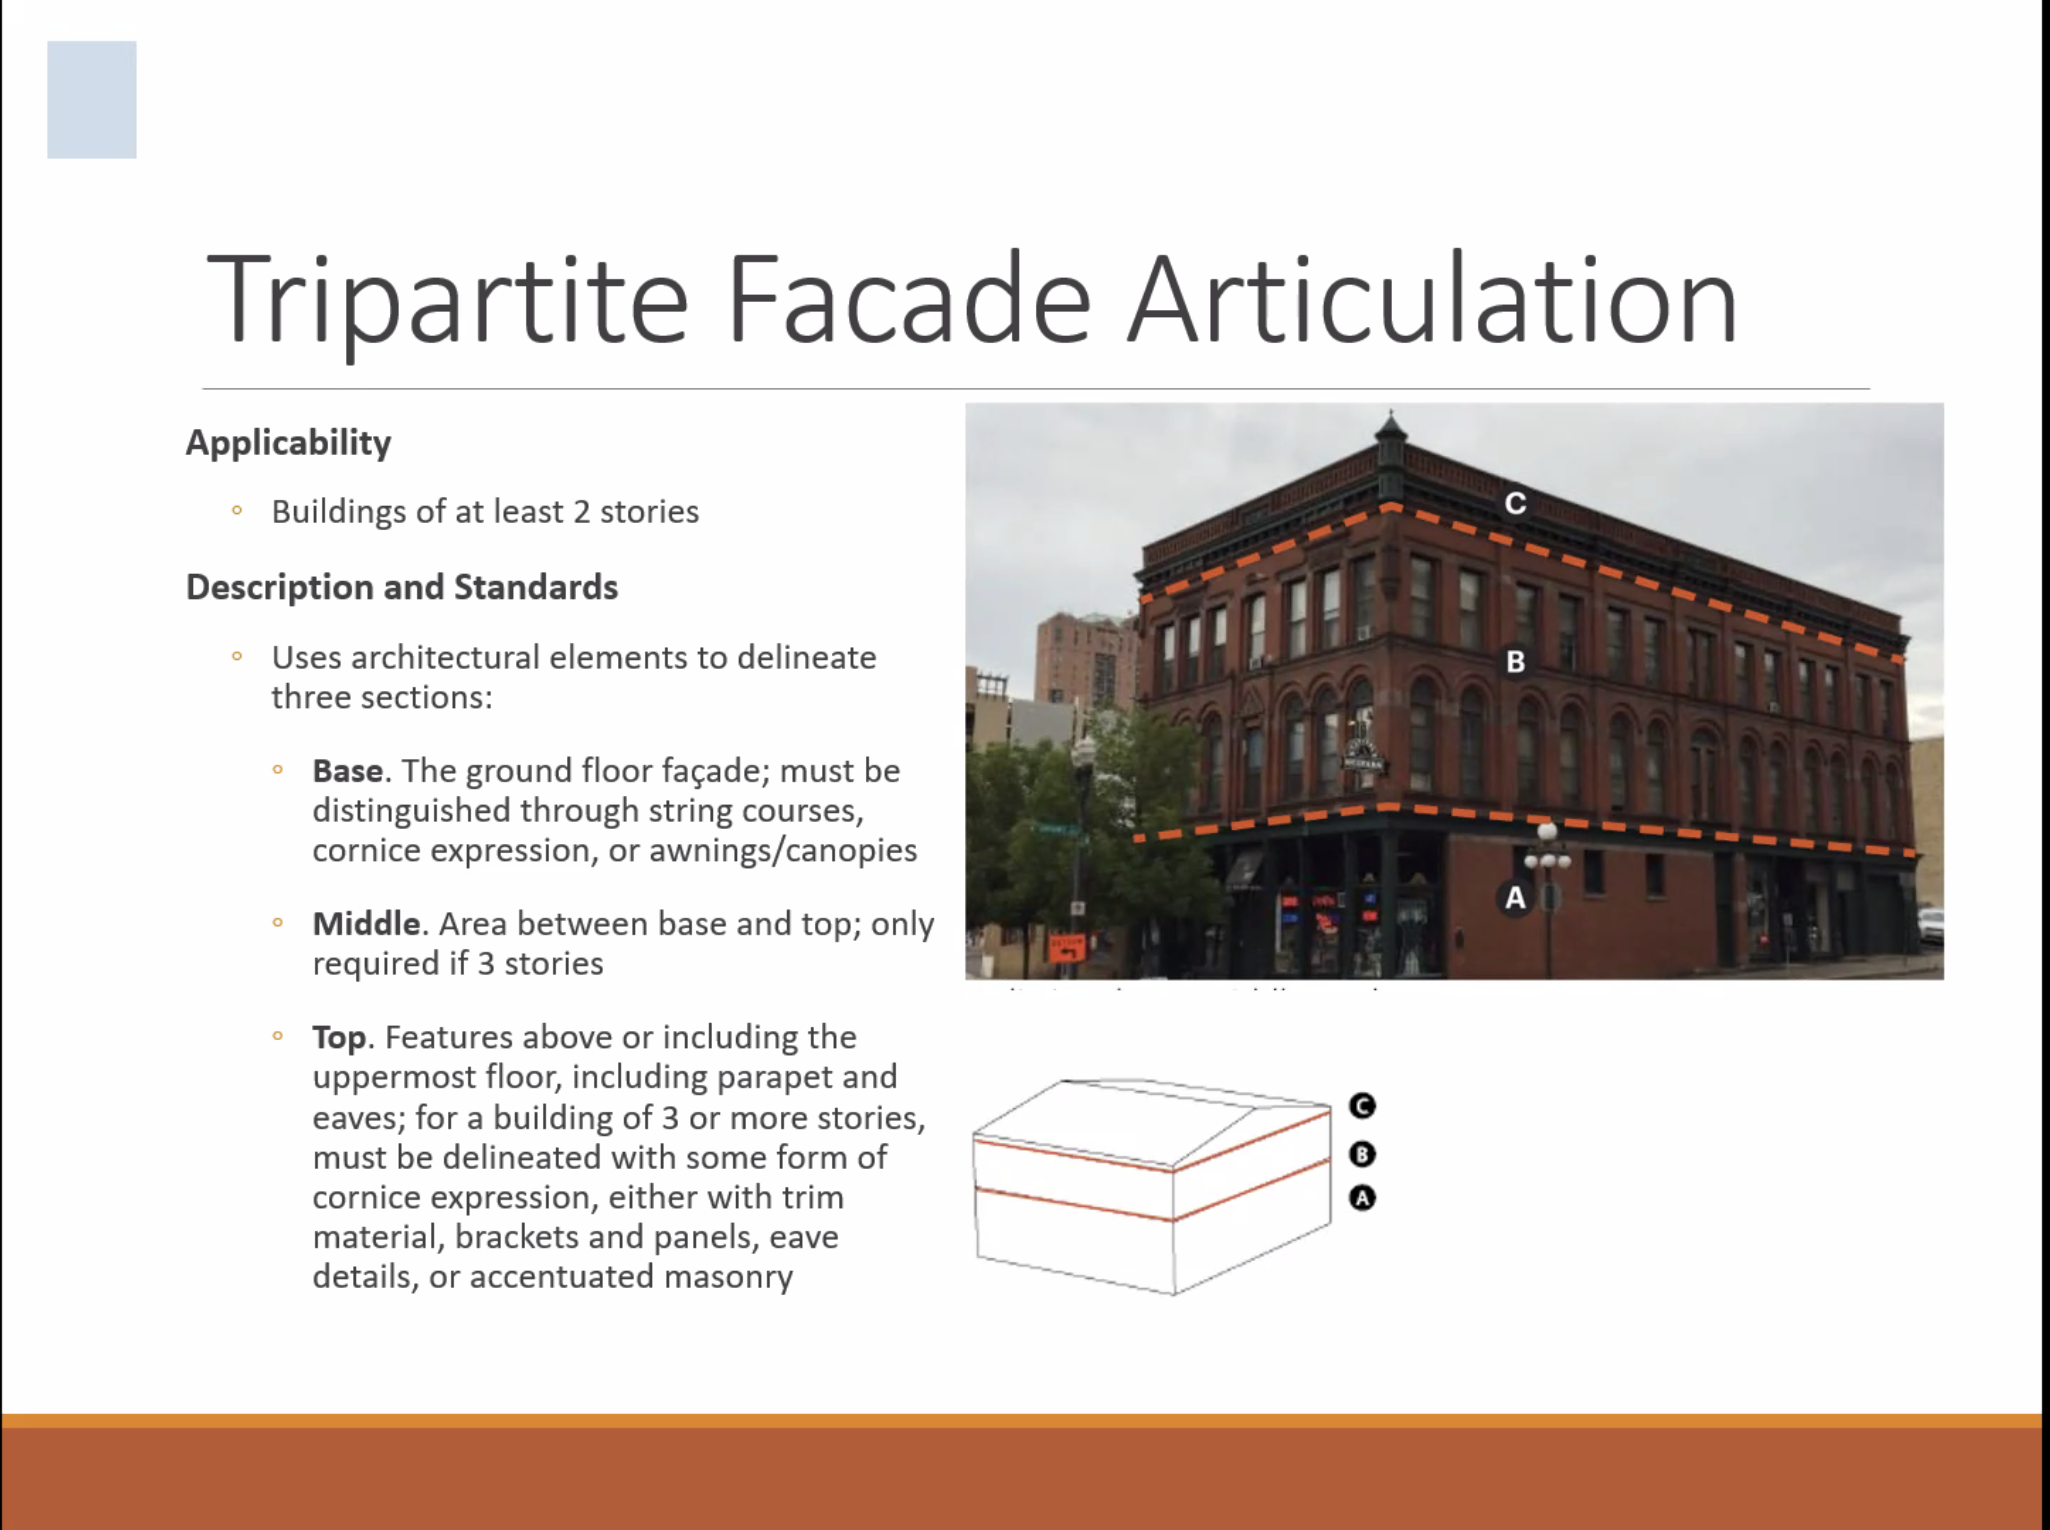 Tripartite Facade Articulation
Applicability
◦ Buildings of at least 2 stories
Description and Standards
◦ Uses architectural elements to delineate
three sections:
◦ Base. The ground floor façade; must be
distinguished through string courses,
cornice expression, or awnings/canopies
◦ Middle. Area between base and top; only
required if 3 stories
◦ Top. Features above or including the
uppermost floor, including parapet and
eaves; for a building of 3 or more stories,
must be delineated with some form of
cornice expression, either with trim
material, brackets and panels, eave
details, or accentuated masonry
C
B
A
C
B
A